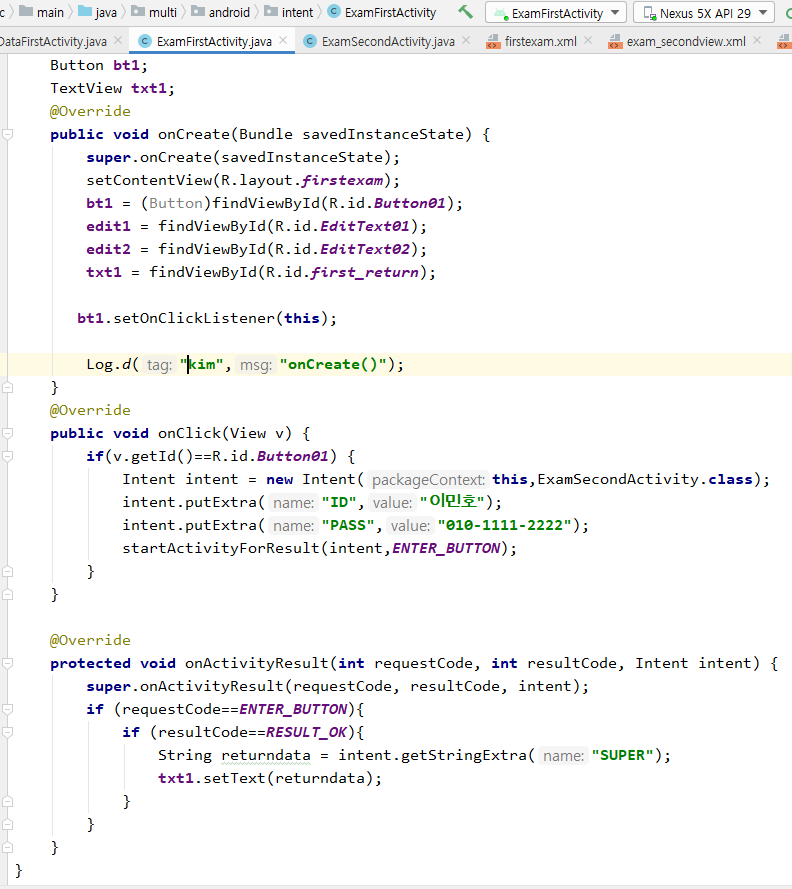 c main java multi android intent ExamFirstActivity ExamFirstActivity Nexus 5X API 29
DataFirstActivity.java ExamFirstActivity.java ExamSecondActivity.java firstexam.xml exam_secondview.xml
Button bt1;
TextView txt1;
@Override
public void onCreate(Bundle savedInstanceState) {
super.onCreate(savedInstanceState);
setContentView(R.layout.firstexam);
bt1 = (Button)findViewById(R.id.Button01);
edit1 = findViewById(R.id.EditText01);
edit2 = findViewById(R.id.EditText02);
txt1 = findViewById(R.id.first_return);
bt1.setOnClickListener(this);
Log.d( tag: "kim", msg: "onCreate()");
}
@Override
public void onClick(View v) {
if(v.getId()==R.id.Button01) {
Intent intent = new Intent( packageContext: this,ExamSecondActivity.class);
intent.putExtra( name: "ID", value: "이민호");
intent.putExtra( name: "PASS", value: "010-1111-2222");
startActivityForResult(intent,ENTER_BUTTON);
}
}
@Override
protected void onActivityResult(int requestCode, int resultCode, Intent intent) {
super.onActivityResult(requestCode, resultCode, intent);
if (requestCode==ENTER_BUTTON){
if (resultCode==RESULT_OK){
String returndata = intent.getStringExtra( name: "SUPER");
txt1.setText(returndata);
}
}
}
}